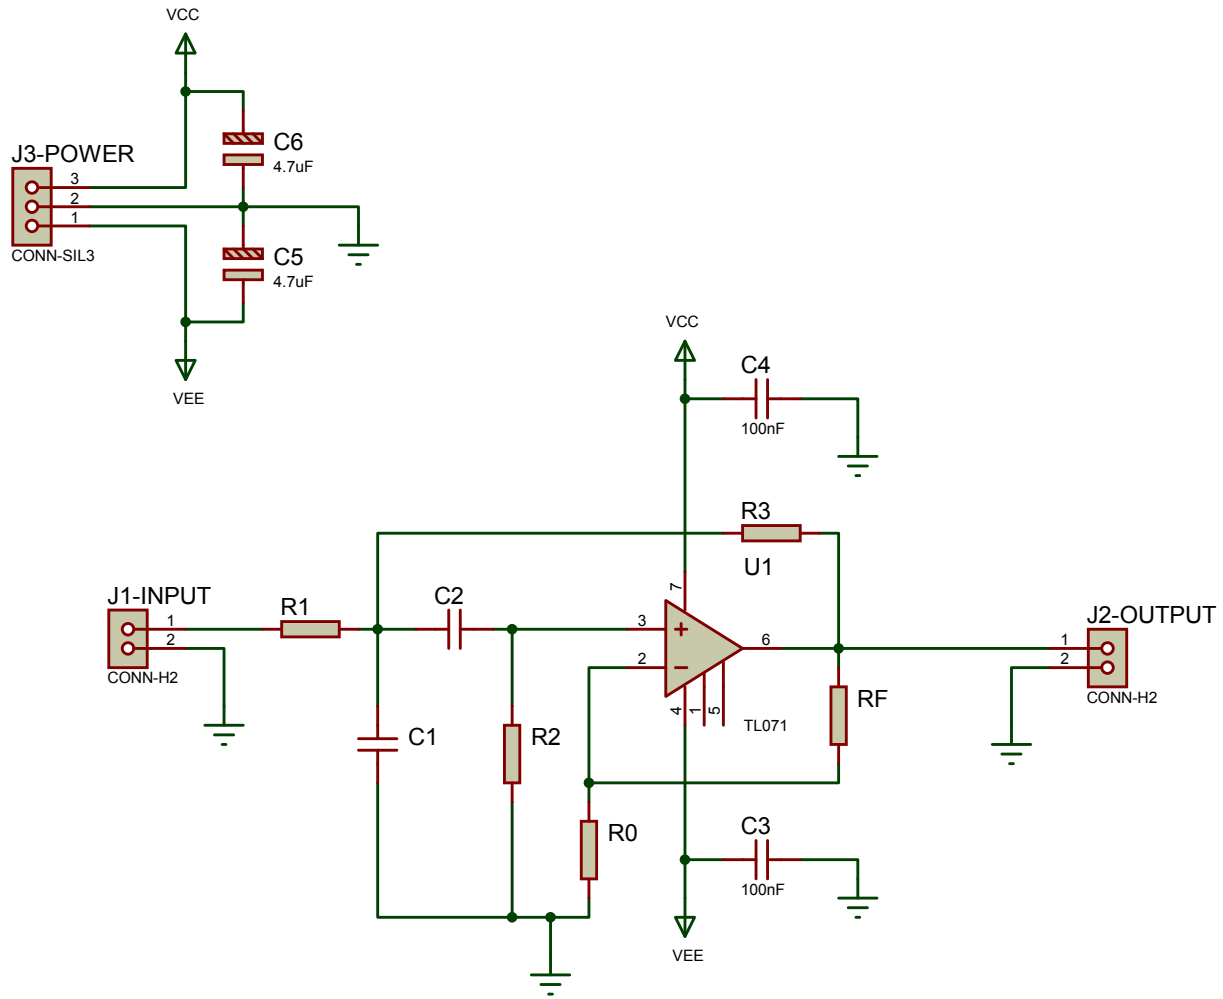 VCC
J3-POWER
3
2
1
CONN-SIL3
C6
4.7uF
C5
4.7uF
VEE
VCC
C4
100nF
R3
U1
J1-INPUT
1
2
CONN-H2
R1
C2
3
2
7
6
4
1
5
TL071
J2-OUTPUT
1
2
CONN-H2
RF
C1
R2
R0
C3
100nF
VEE